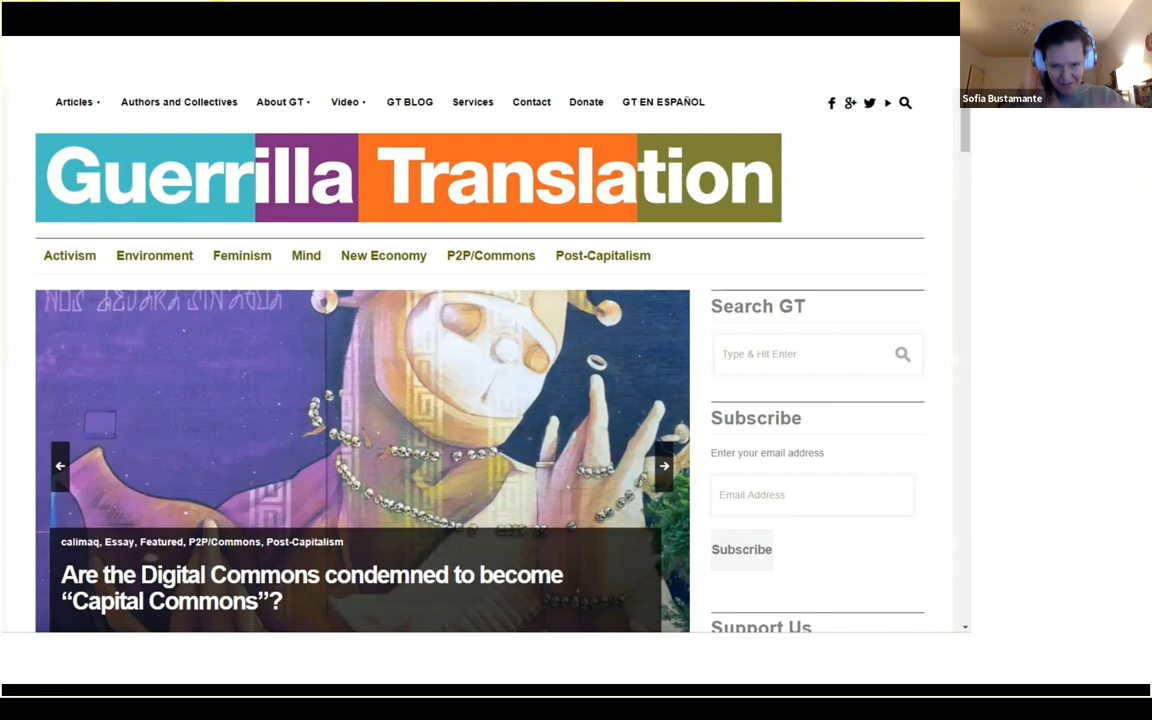 Sofia Bustamante
Articles
Authors and Collectives
About GT
Video
GT BLOG
Services
Contact
Donate
GT EN ESPAÑOL
Guerrilla Translation
Activism
Environment
Feminism
Mind
New Economy
P2P/Commons
Post-Capitalism
calimaq, Essay, Featured, P2P/Commons, Post-Capitalism
Are the Digital Commons condemned to become
“Capital Commons”?
Search GT
Type & Hit Enter
Subscribe
Enter your email address
Email Address
Subscribe
Support Us